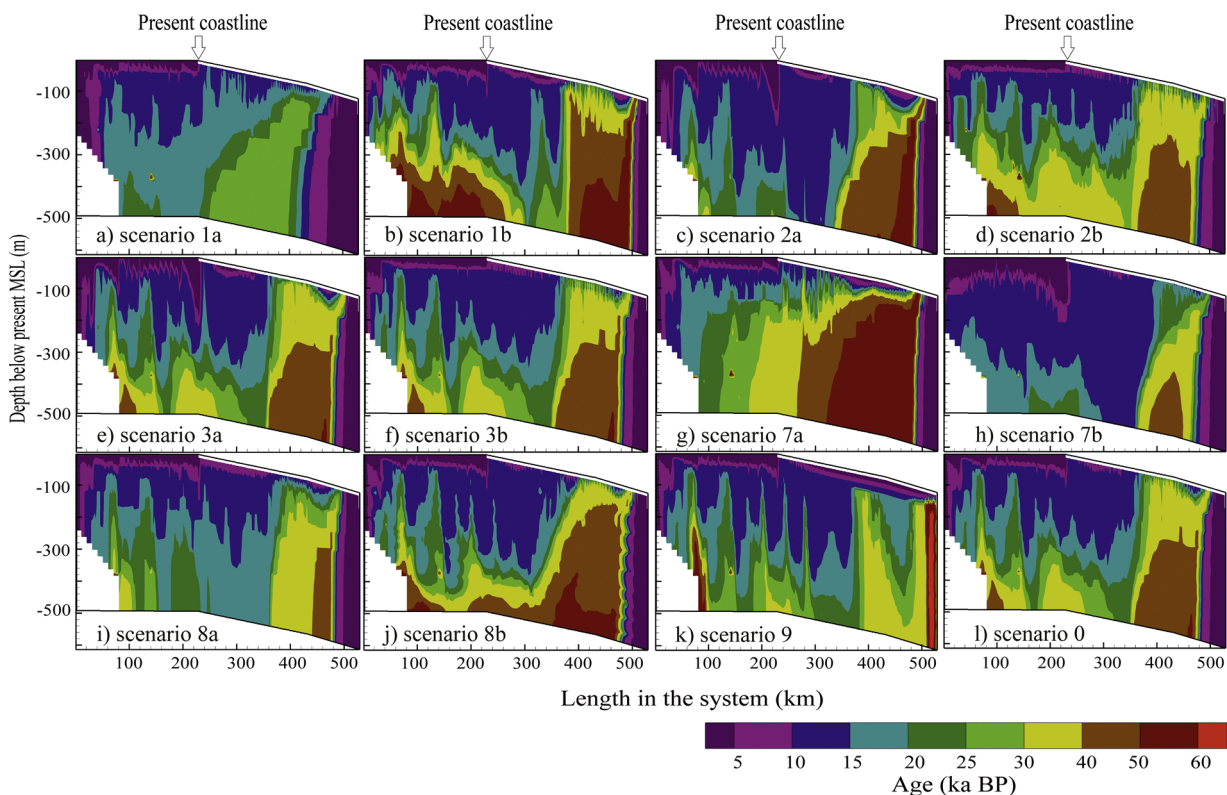 Present coastline Present coastline Present coastline Present coastline
-100
-300
-500
a) scenario 1a b) scenario 1b c) scenario 2a d) scenario 2b
Depth below present MSL (m)
-100
-300
-500
e) scenario 3a f) scenario 3b g) scenario 7a h) scenario 7b
-100
-300
-500
i) scenario 8a j) scenario 8b k) scenario 9 l) scenario 0
100 200 300 400 500 100 200 300 400 500 100 200 300 400 500 100 200 300 400 500
Length in the system (km)
5 10 15 20 25 30 40 50 60
Age (ka BP)